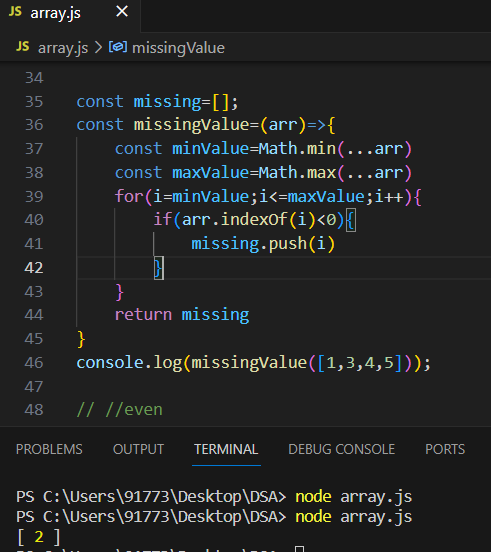 JS array.js ×
JS array.js > missingValue
34
35 const missing=[];
36 const missingValue=(arr)=>{
37     const minValue=Math.min(...arr)
38     const maxValue=Math.max(...arr)
39     for(i=minValue;i<=maxValue;i++){
40         if(arr.indexOf(i)<0){
41             missing.push(i)
42         }
43     }
44     return missing
45 }
46 console.log(missingValue([1,3,4,5]));
47
48 // //even
PROBLEMS OUTPUT TERMINAL DEBUG CONSOLE PORTS
PS C:\Users\91773\Desktop\DSA> node array.js
PS C:\Users\91773\Desktop\DSA> node array.js
[ 2 ]